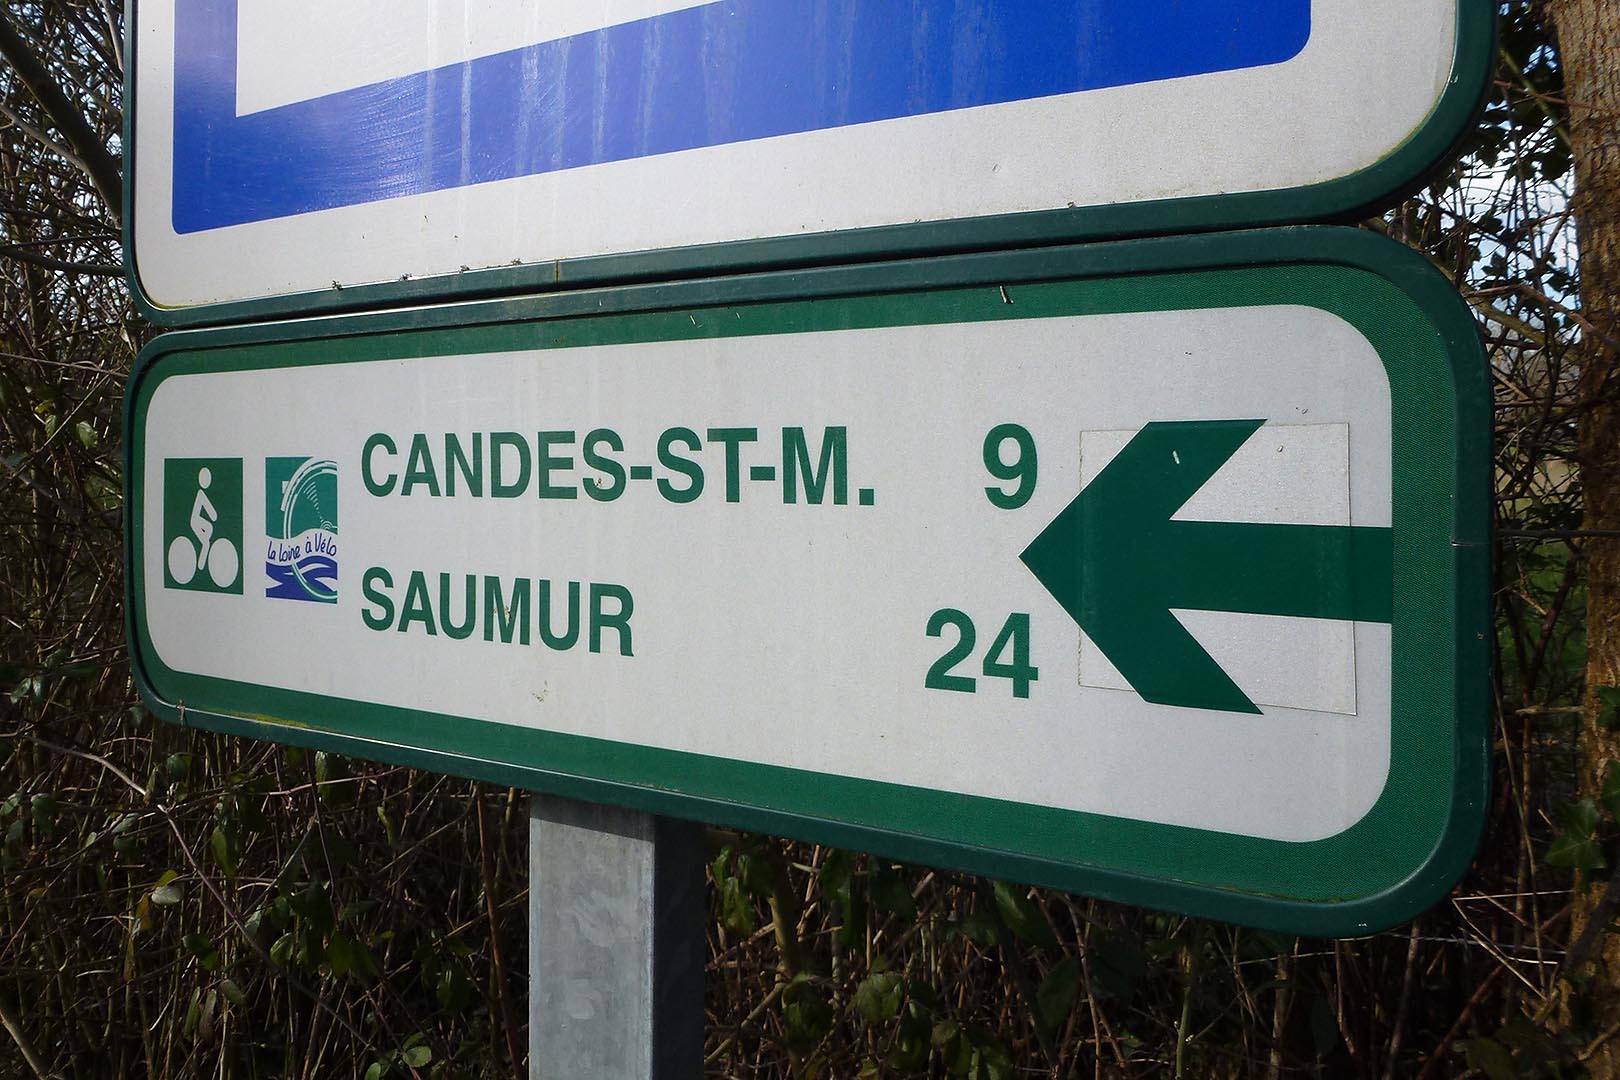 CANDES-ST-M. 9
la Loire à Vélo
SAUMUR 24